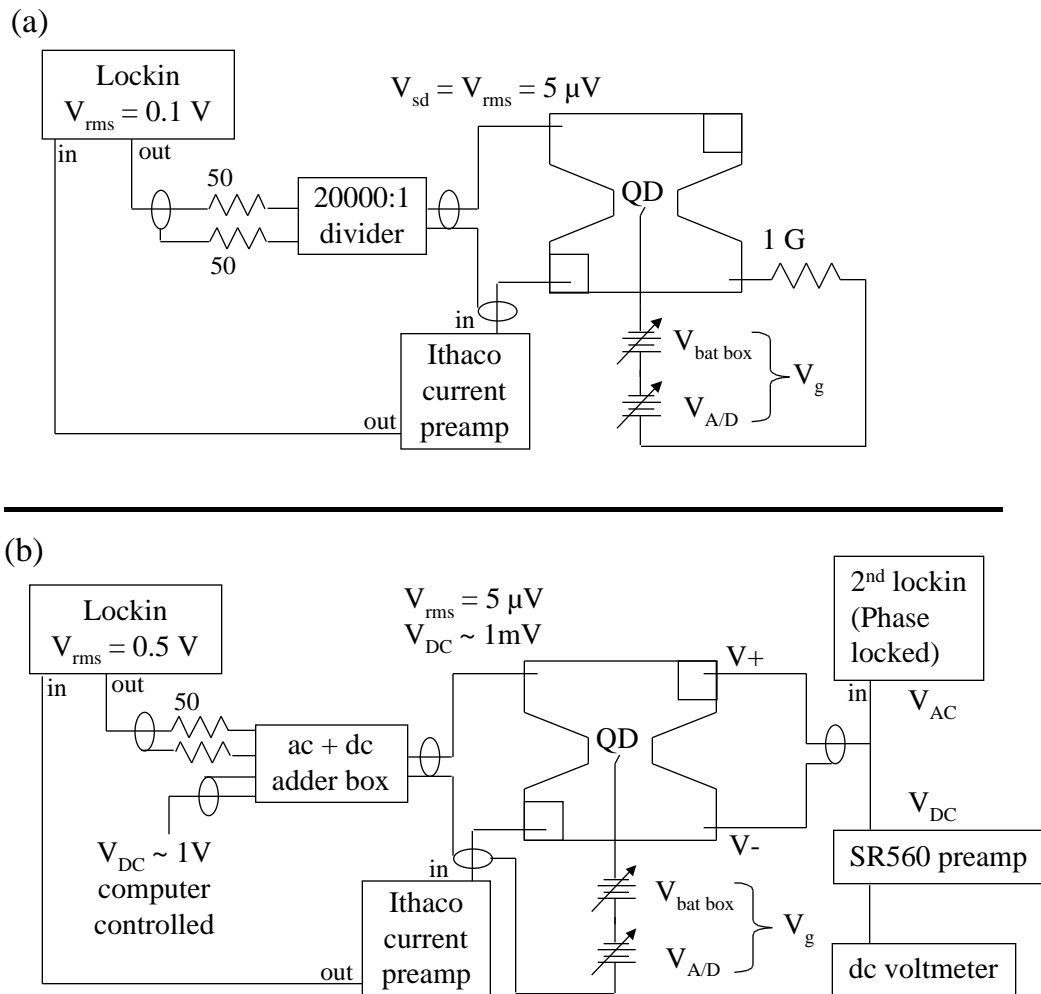 (a)
Lockin
V_rms = 0.1 V
in
out
50
50
20000:1
divider
V_sd = V_rms = 5 μV
QD
1 G
in
Ithaco
current
preamp
out
V_bat box
V_A/D
V_g
(b)
Lockin
V_rms = 0.5 V
in
out
50
ac + dc
adder box
V_DC ~ 1V
computer
controlled
V_rms = 5 μV
V_DC ~ 1mV
QD
V+
V-
in
Ithaco
current
preamp
out
V_bat box
V_A/D
V_g
2nd lockin
(Phase
locked)
in
V_AC
V_DC
SR560 preamp
dc voltmeter